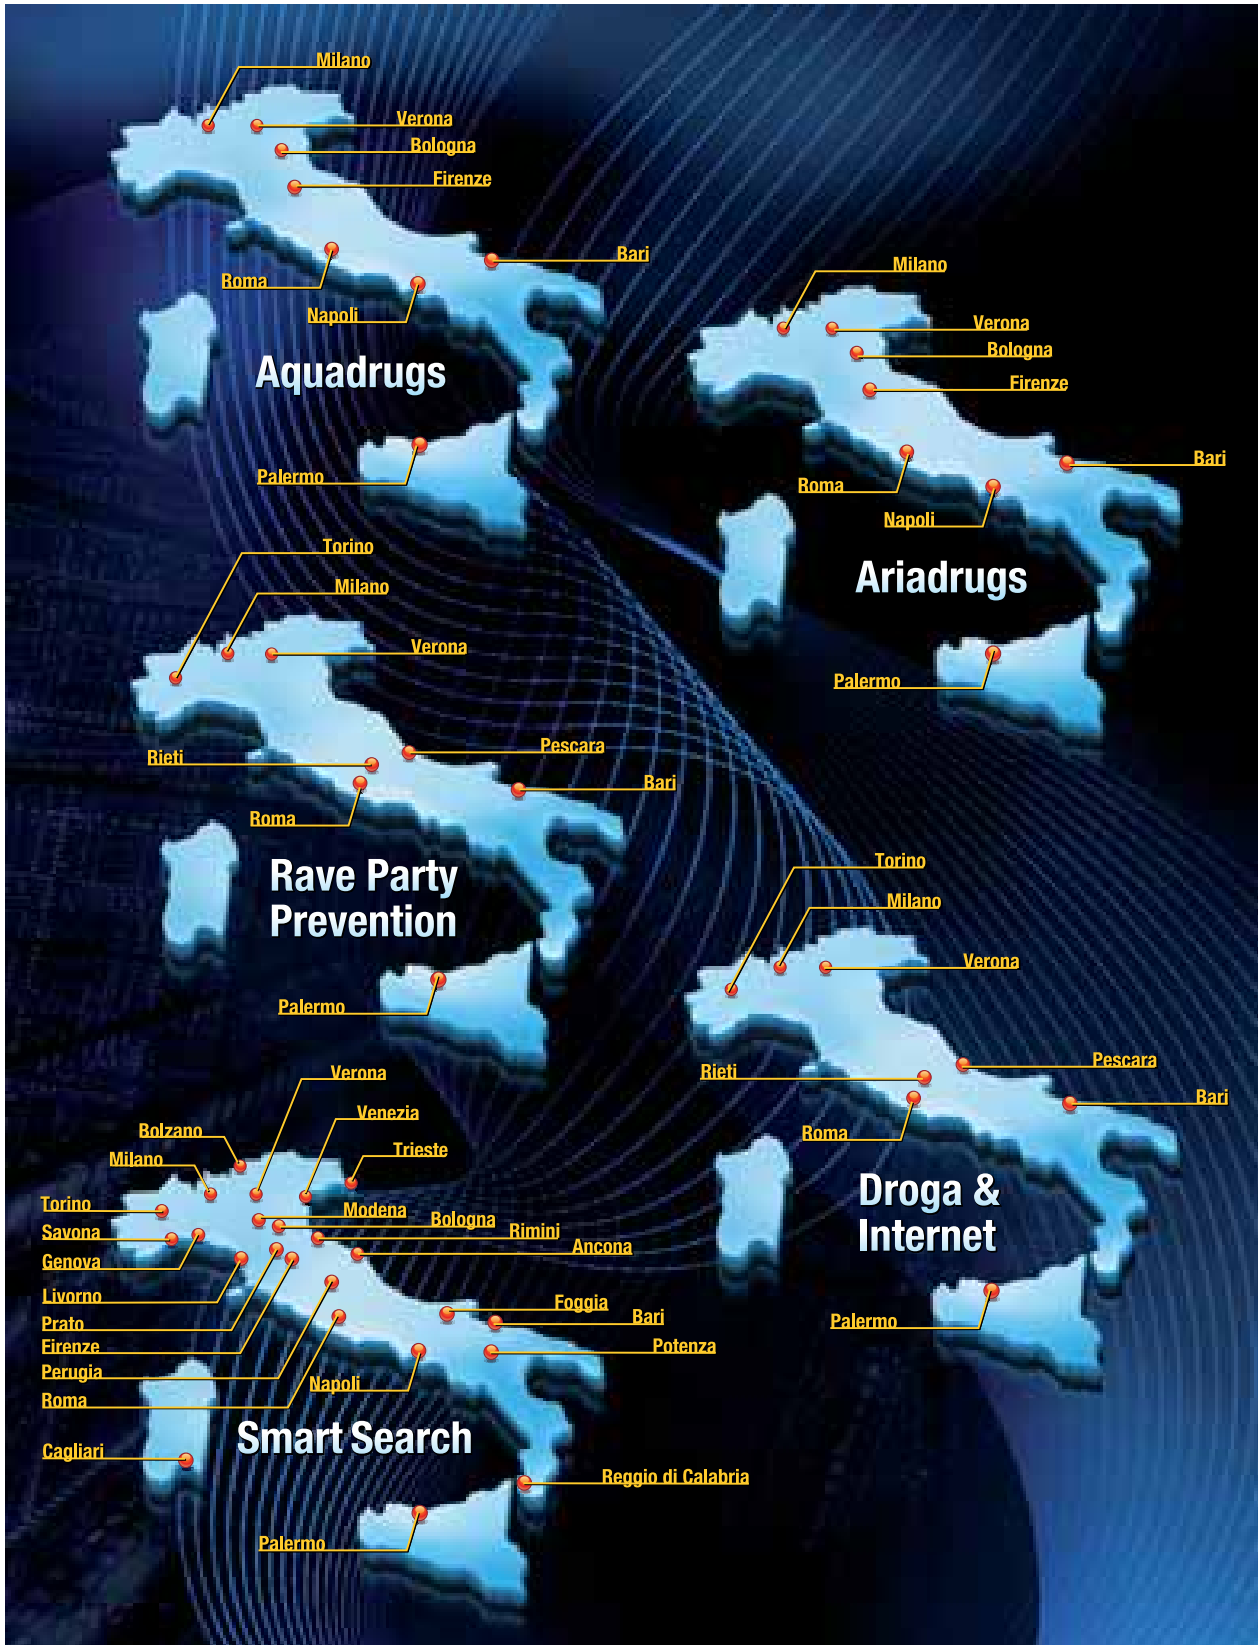 Milano
Verona
Bologna
Firenze
Bari
Roma
Napoli
Aquadrugs
Palermo
Milano
Verona
Bologna
Firenze
Bari
Roma
Napoli
Ariadrugs
Palermo
Torino
Milano
Verona
Pescara
Rieti
Bari
Roma
Rave Party
Prevention
Palermo
Torino
Milano
Verona
Pescara
Rieti
Bari
Roma
Droga &
Internet
Palermo
Verona
Venezia
Bolzano
Trieste
Milano
Torino
Modena
Bologna
Savona
Rimini
Ancona
Genova
Livorno
Foggia
Bari
Prato
Firenze
Potenza
Perugia
Napoli
Roma
Smart Search
Cagliari
Reggio di Calabria
Palermo